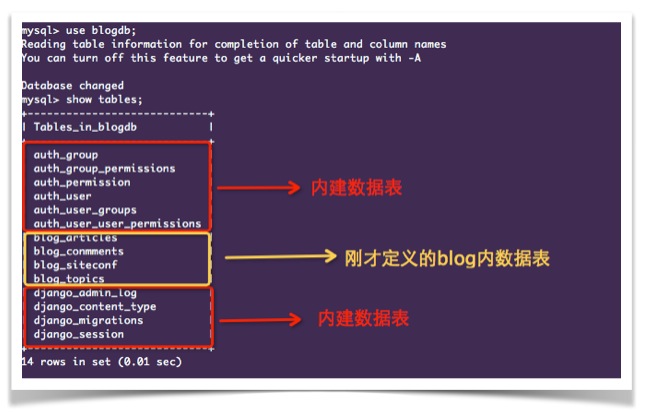 mysql> use blogdb;
Reading table information for completion of table and column names
You can turn off this feature to get a quicker startup with -A
Database changed
mysql> show tables;
+------------------------------+
| Tables_in_blogdb |
auth_group
auth_group_permissions
auth_permission
内建数据表
auth_user
auth_user_groups
auth_user_user_permissions
blog_articles
blog_conmments
刚才定义的blog内数据表
blog_siteconf
blog_topics
django_admin_log
django_content_type
django_migrations
内建数据表
django_session
14 rows in set (0.01 sec)